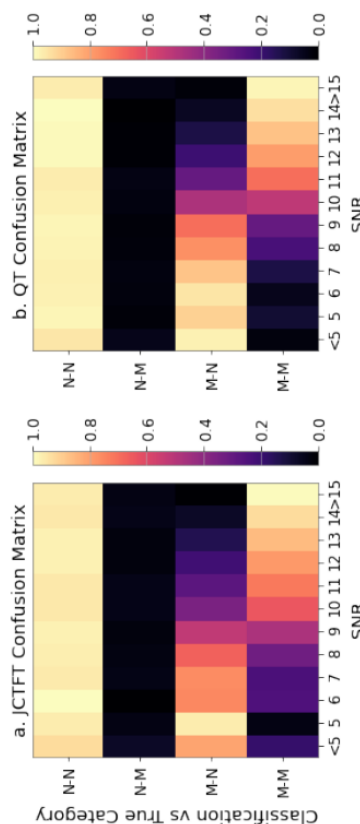 a. JCTFT Confusion Matrix
Classification vs True Category
N-N
N-M
M-N
M-M
<5 5 6 7 8 9 10 11 12 13 14>15
SNR
1.0
0.8
0.6
0.4
0.2
0.0
b. QT Confusion Matrix
N-N
N-M
M-N
M-M
<5 5 6 7 8 9 10 11 12 13 14>15
SNR
1.0
0.8
0.6
0.4
0.2
0.0